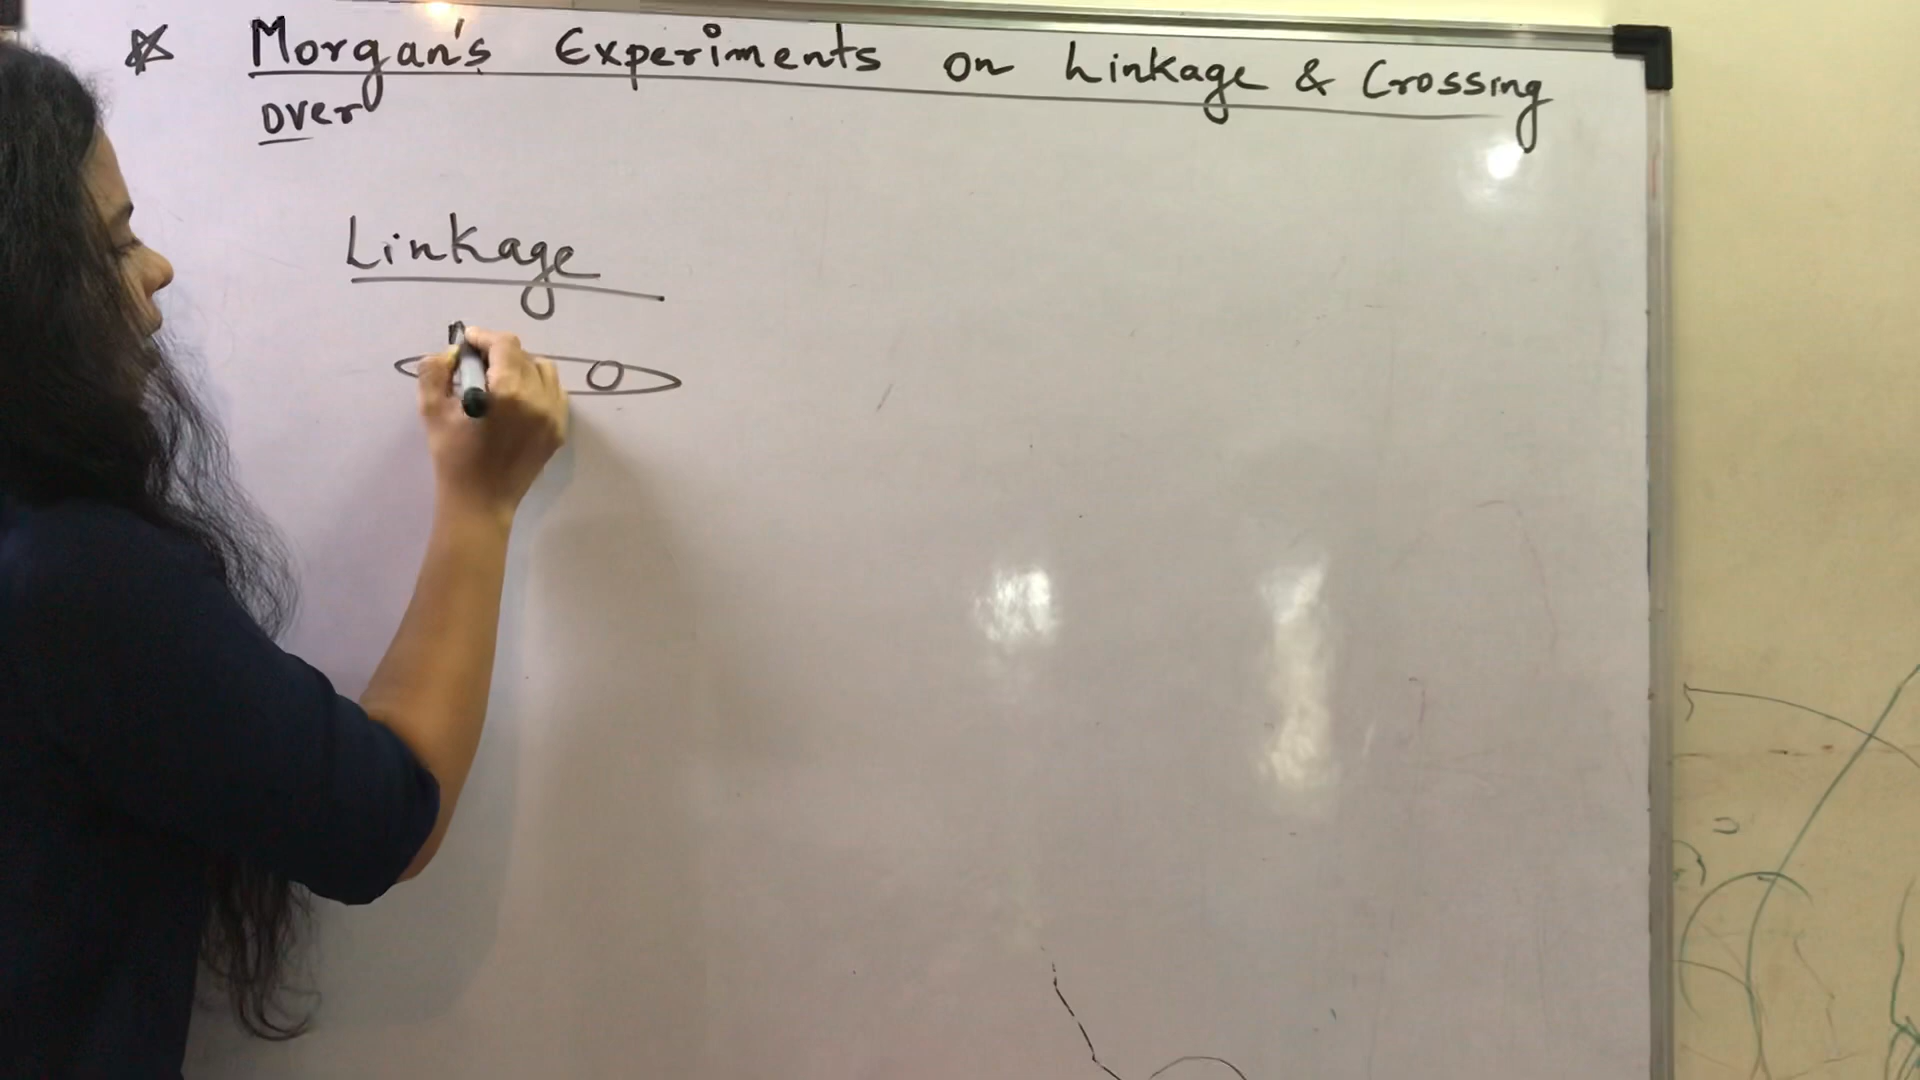 Morgan's Experiments on Linkage & Crossing
over
Linkage